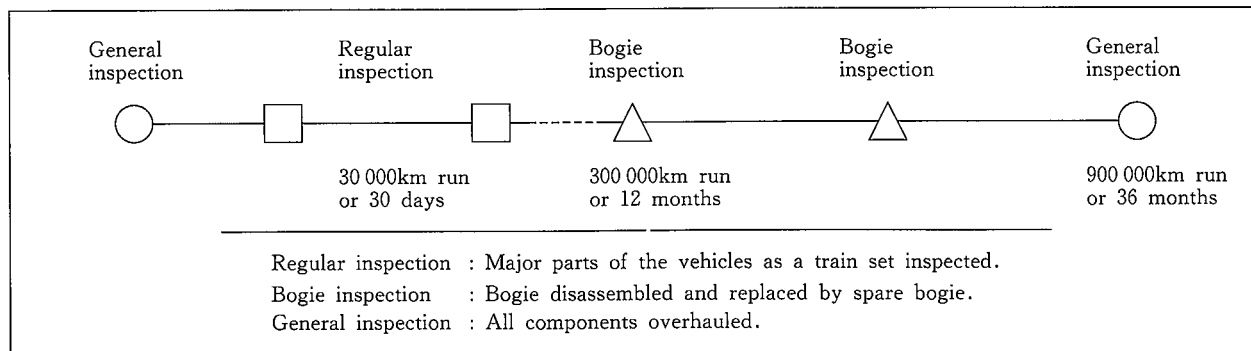 General inspection
Regular inspection
Bogie inspection
Bogie inspection
General inspection
30 000km run or 30 days
300 000km run or 12 months
900 000km run or 36 months
Regular inspection : Major parts of the vehicles as a train set inspected.
Bogie inspection : Bogie disassembled and replaced by spare bogie.
General inspection : All components overhauled.